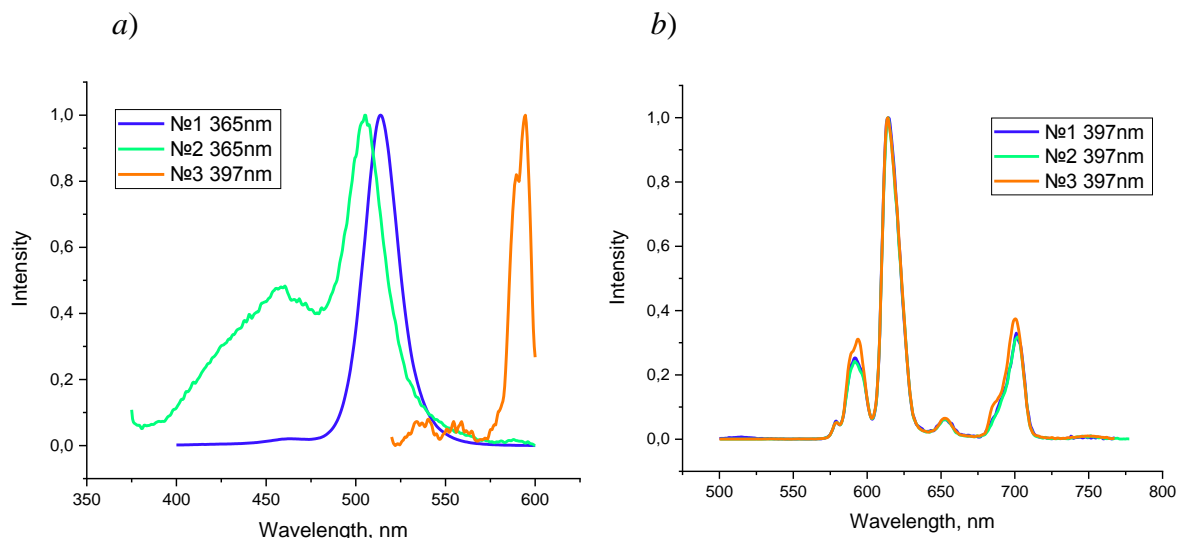 a)
b)
№1 365nm
№2 365nm
№3 397nm
1,0
0,8
0,6
0,4
0,2
0,0
Intensity
350
400
450
500
550
600
Wavelength, nm
№1 397nm
№2 397nm
№3 397nm
1,0
0,8
0,6
0,4
0,2
0,0
Intensity
500
550
600
650
700
750
800
Wavelength, nm